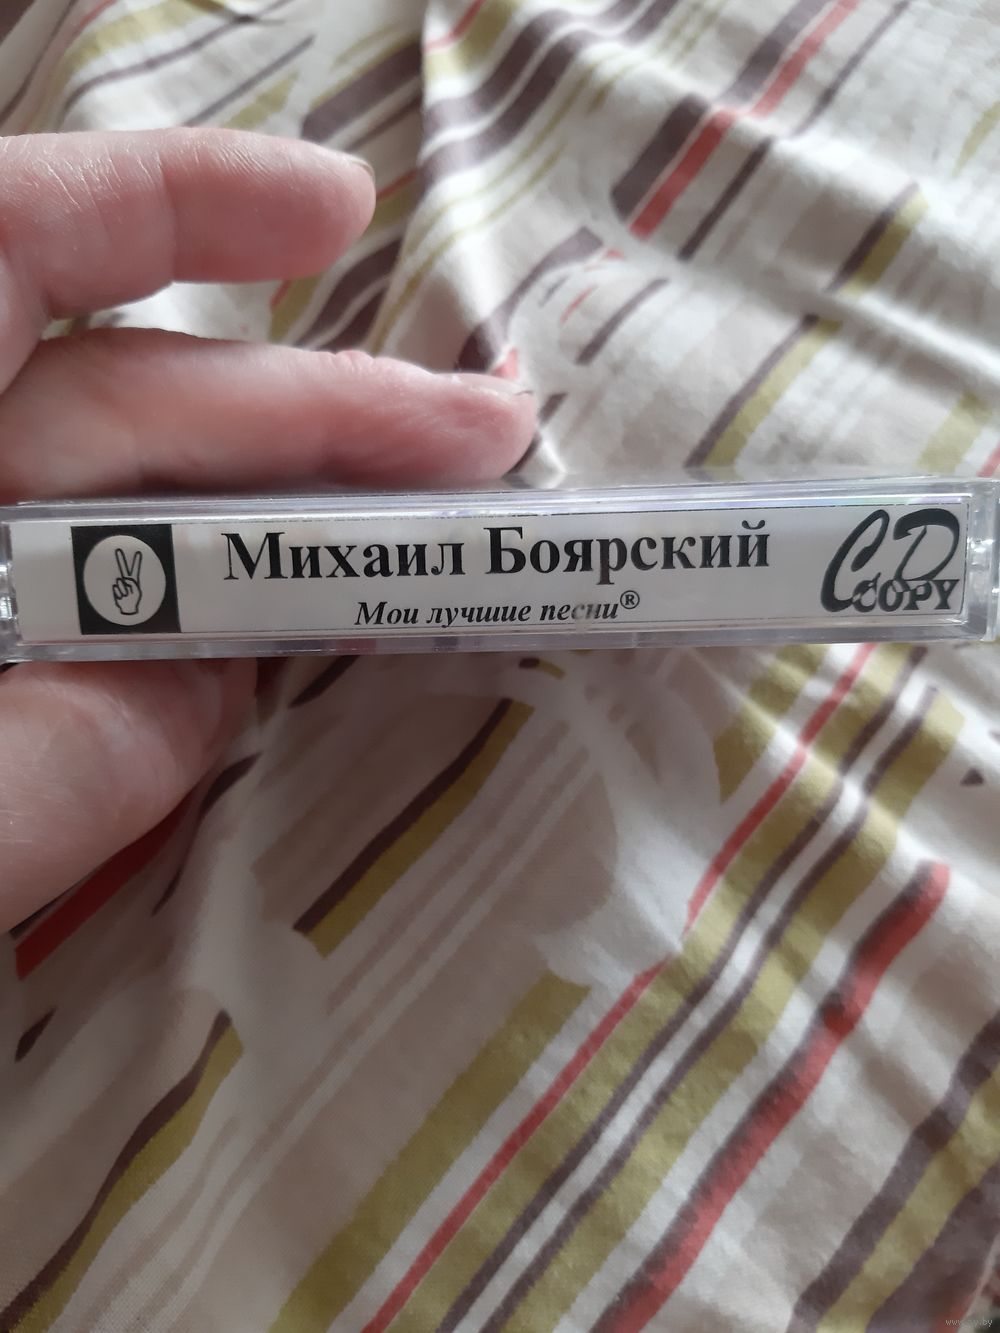 Михаил Боярский
Мои лучшие песни®
CD
COPY